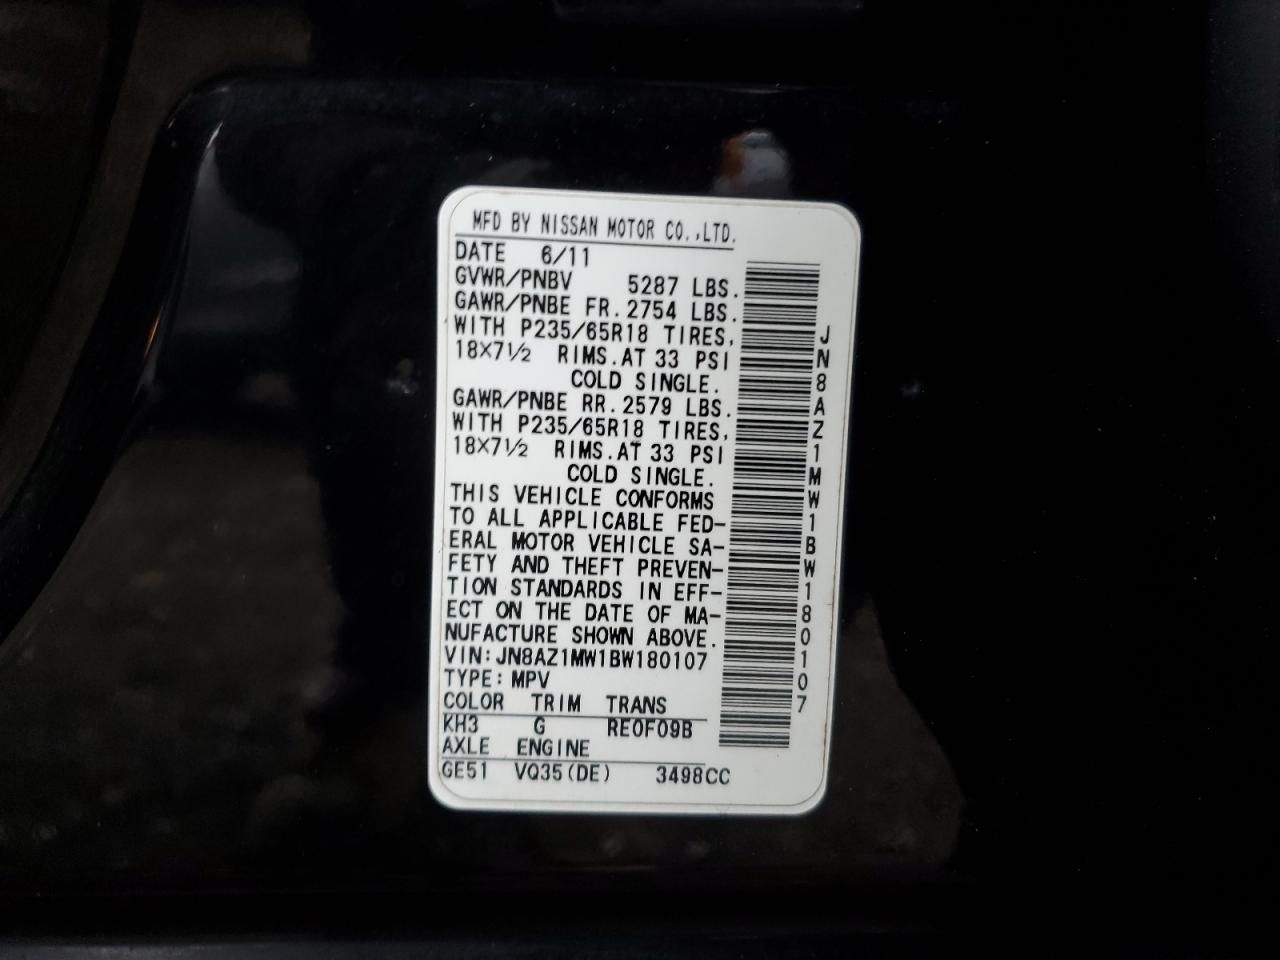 MFD BY NISSAN MOTOR CO.,LTD.
DATE 6/11
GVWR/PNBV 5287 LBS.
GAWR/PNBE FR. 2754 LBS.
WITH P235/65R18 TIRES,
18×7½ RIMS. AT 33 PSI
COLD SINGLE.
GAWR/PNBE RR. 2579 LBS.
WITH P235/65R18 TIRES,
18×7½ RIMS. AT 33 PSI
COLD SINGLE.
THIS VEHICLE CONFORMS
TO ALL APPLICABLE FED-
ERAL MOTOR VEHICLE SA-
FETY AND THEFT PREVEN-
TION STANDARDS IN EFF-
ECT ON THE DATE OF MA-
NUFACTURE SHOWN ABOVE.
VIN: JN8AZ1MW1BW180107
TYPE: MPV
COLOR TRIM TRANS
KH3 G RE0F09B
AXLE ENGINE
GE51 VQ35(DE) 3498CC
JN8AZ1MW1BW180107